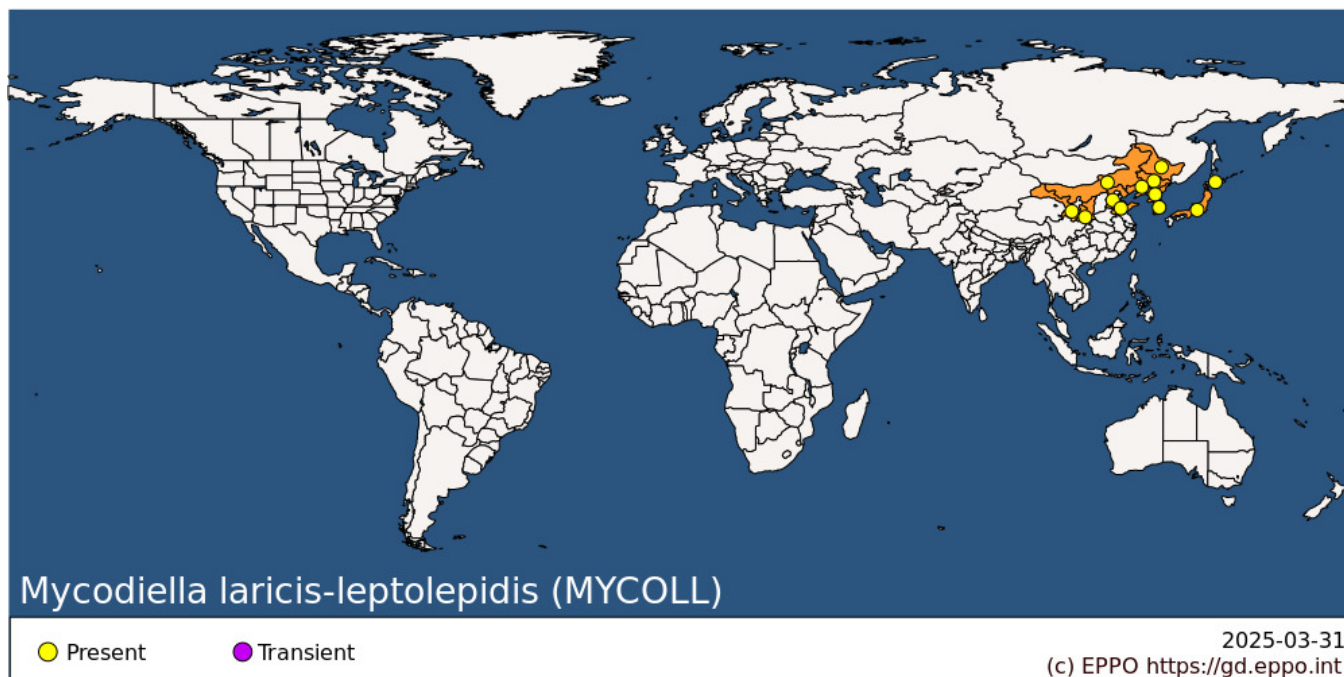 Mycodiella laricis-leptolepidis (MYCOLL)
Present
Transient
2025-03-31
(c) EPPO https://gd.eppo.int